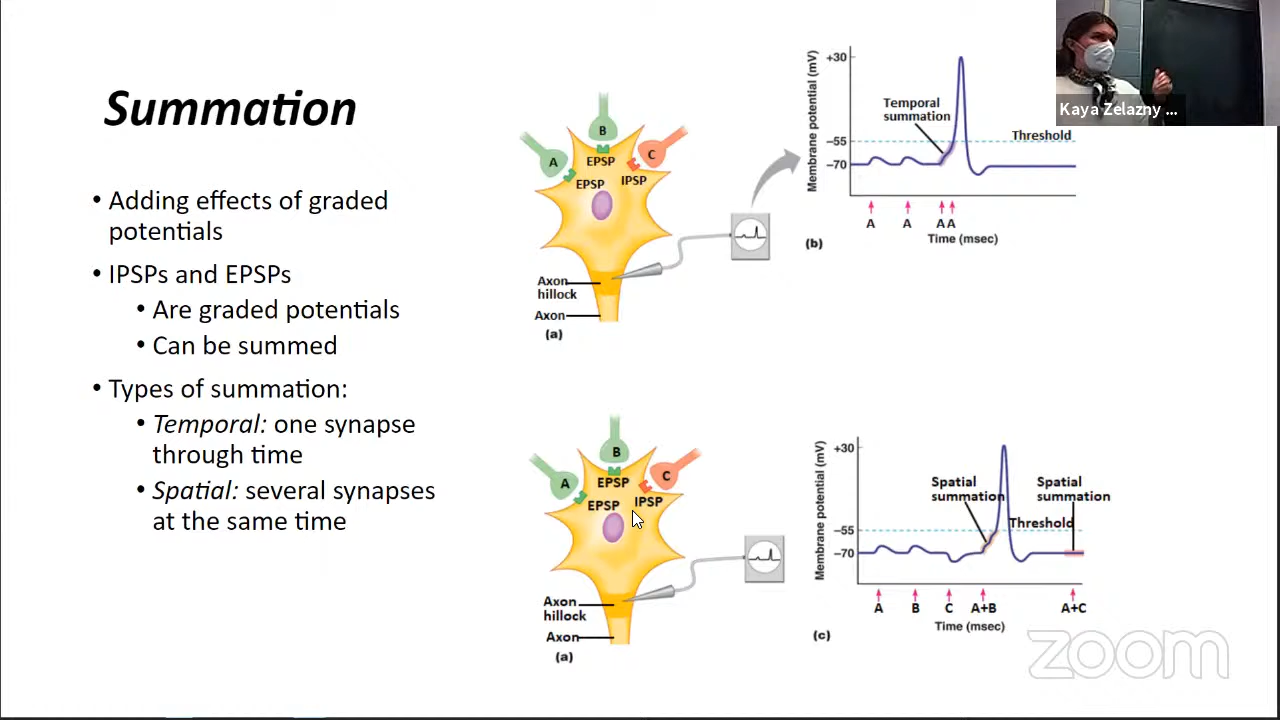 Summation
• Adding effects of graded
potentials
• IPSPs and EPSPs
• Are graded potentials
• Can be summed
• Types of summation:
• Temporal: one synapse
through time
• Spatial: several synapses
at the same time
A
B
C
EPSP
EPSP
IPSP
Axon
hillock
Axon
(a)
Membrane potential (mV)
+30
–55
–70
Temporal
summation
Threshold
A
A
A A
Time (msec)
(b)
Kaya Zelazny ...
A
B
C
EPSP
EPSP
IPSP
Axon
hillock
Axon
(a)
Membrane potential (mV)
+30
–55
–70
Spatial
summation
Spatial
summation
Threshold
A
B
C
A+B
A+C
Time (msec)
(c)
zoom